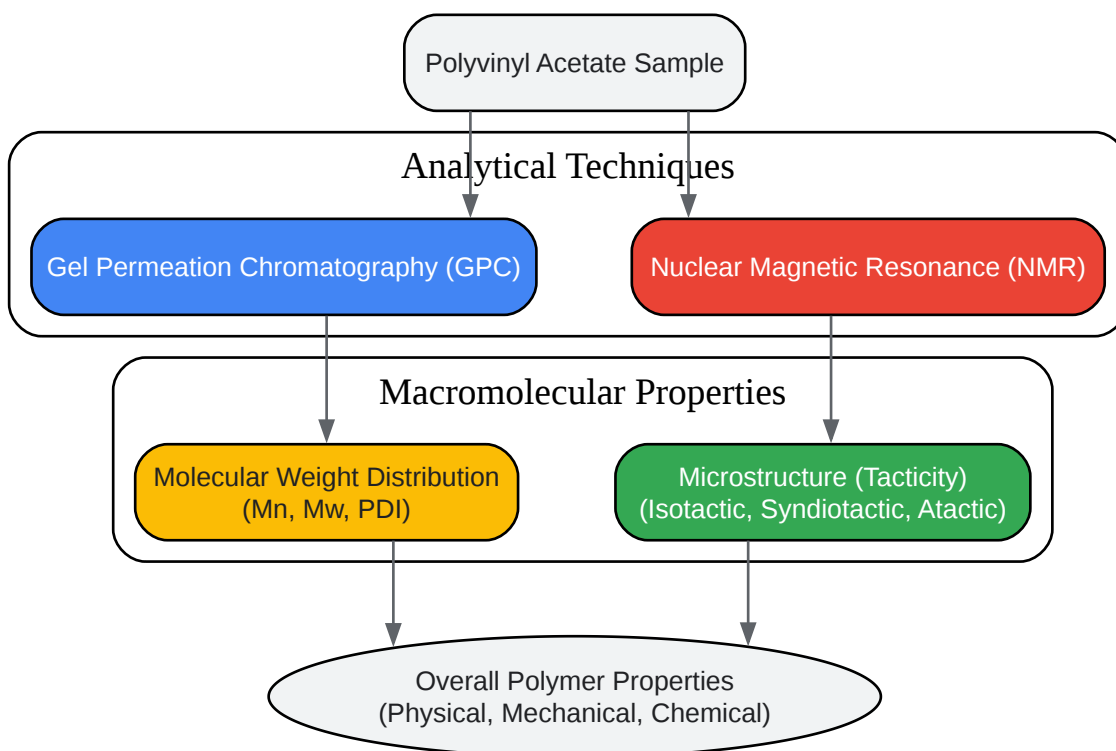 Polyvinyl Acetate Sample
Analytical Techniques
Gel Permeation Chromatography (GPC)
Nuclear Magnetic Resonance (NMR)
Macromolecular Properties
Molecular Weight Distribution
(Mn, Mw, PDI)
Microstructure (Tacticity)
(Isotactic, Syndiotactic, Atactic)
Overall Polymer Properties
(Physical, Mechanical, Chemical)